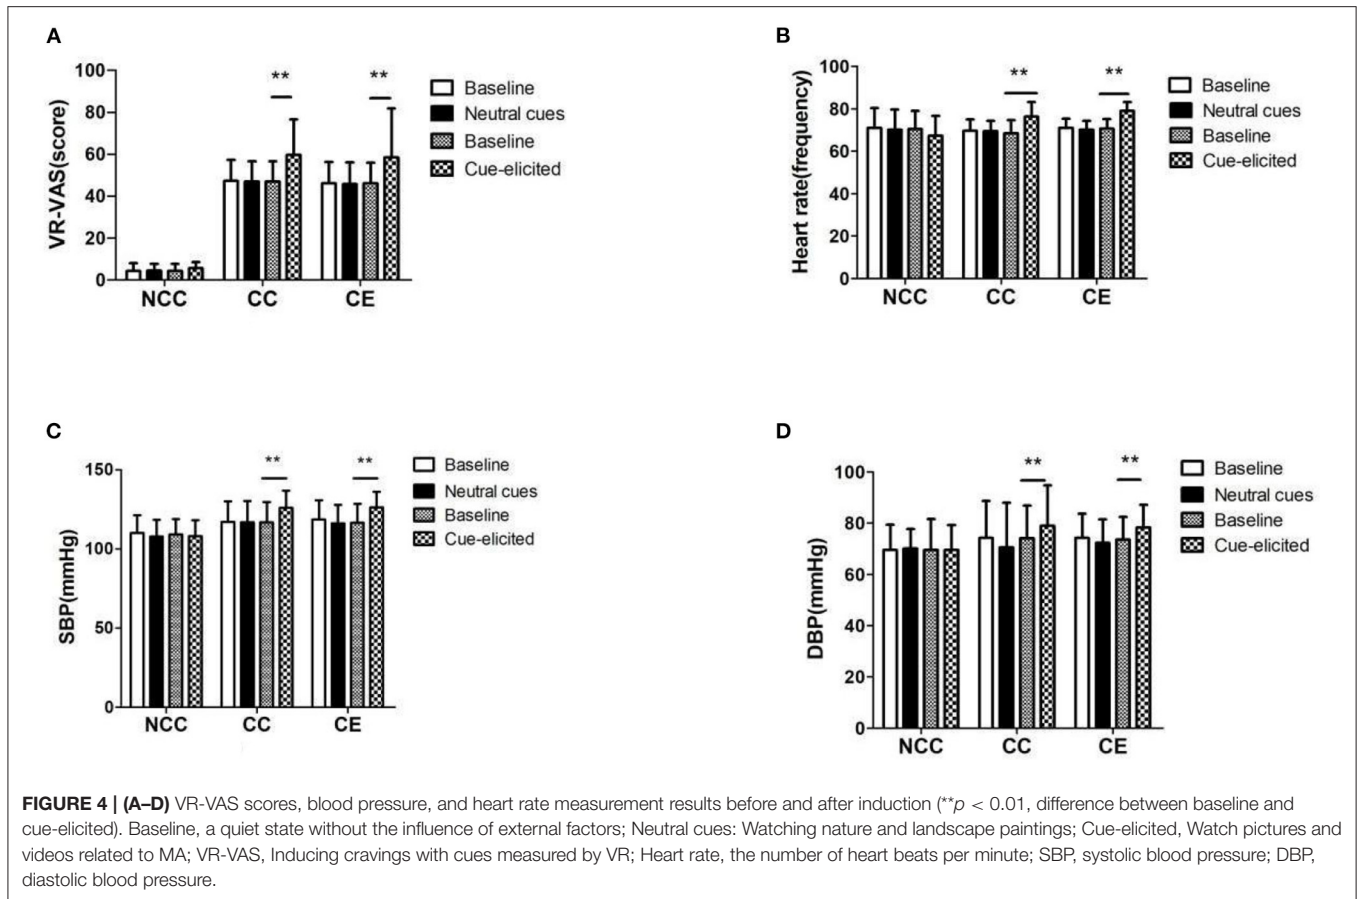 A
**
**
100
80
60
40
20
0
VR-VAS(score)
NCC
CC
CE
Baseline
Neutral cues
Baseline
Cue-elicited
B
**
**
100
80
60
40
20
0
Heart rate(frequency)
NCC
CC
CE
Baseline
Neutral cues
Baseline
Cue-elicited
C
**
**
150
100
50
0
SBP(mmHg)
NCC
CC
CE
Baseline
Neutral cues
Baseline
Cue-elicited
D
**
**
100
80
60
40
20
0
DBP(mmHg)
NCC
CC
CE
Baseline
Neutral cues
Baseline
Cue-elicited
FIGURE 4 | (A–D) VR-VAS scores, blood pressure, and heart rate measurement results before and after induction (**p < 0.01, difference between baseline and
cue-elicited). Baseline, a quiet state without the influence of external factors; Neutral cues: Watching nature and landscape paintings; Cue-elicited, Watch pictures and
videos related to MA; VR-VAS, Inducing cravings with cues measured by VR; Heart rate, the number of heart beats per minute; SBP, systolic blood pressure; DBP,
diastolic blood pressure.